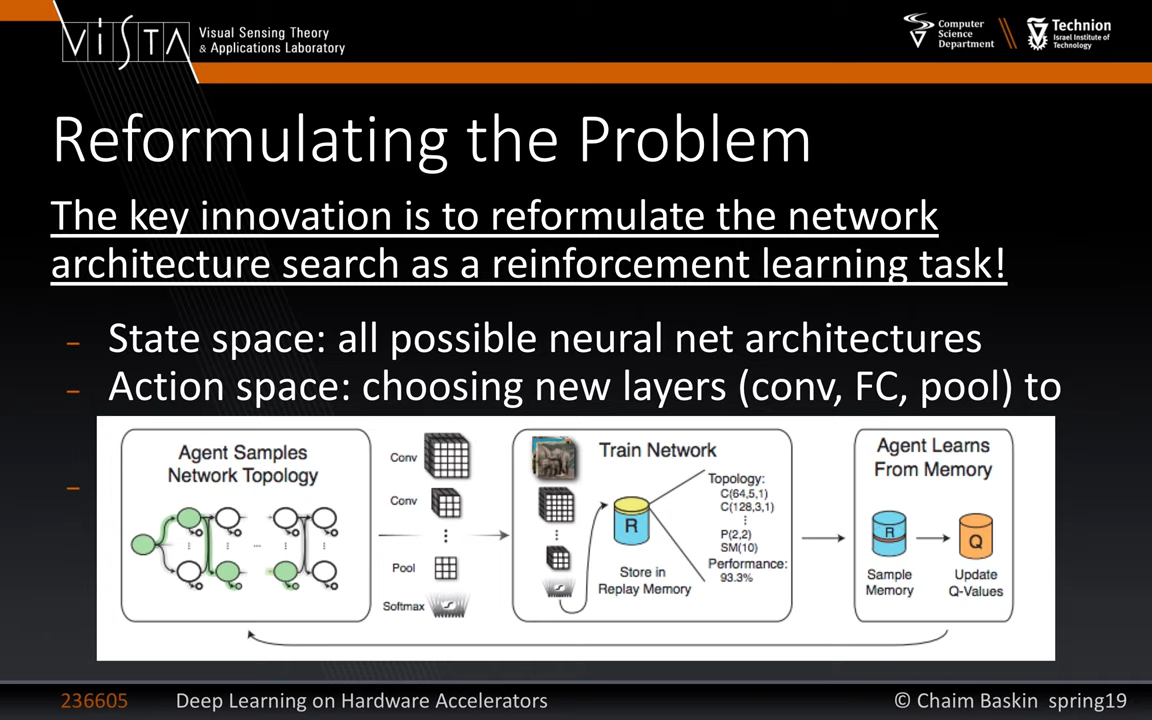 ViSTA
Visual Sensing Theory
& Applications Laboratory
Computer
Science
Department
Technion
Israel Institute of
Technology
Reformulating the Problem
The key innovation is to reformulate the network
architecture search as a reinforcement learning task!
– State space: all possible neural net architectures
– Action space: choosing new layers (conv, FC, pool) to
–
Agent Samples
Network Topology
Conv
Conv
Pool
Softmax
Train Network
R
Store in
Replay Memory
Topology:
C(64,5,1)
C(128,3,1)
P(2,2)
SM(10)
Performance:
93.3%
Agent Learns
From Memory
R
Q
Sample
Memory
Update
Q-Values
236605 Deep Learning on Hardware Accelerators © Chaim Baskin spring19